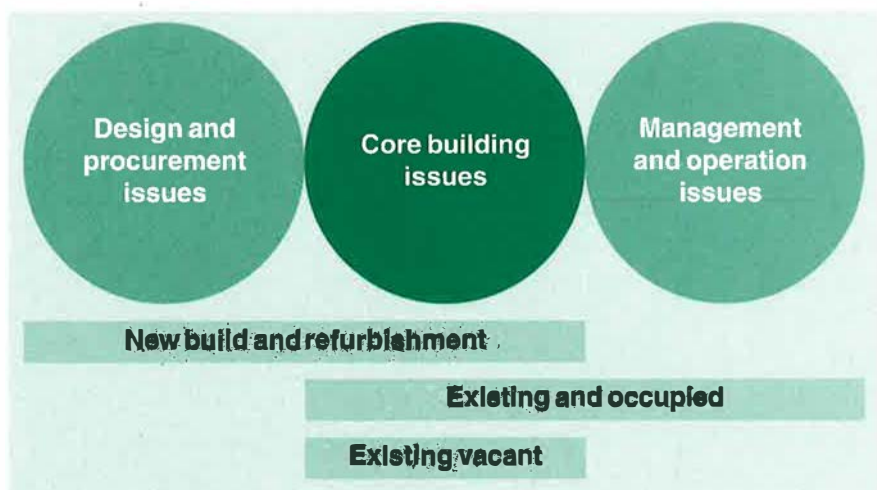 Design and
procurement
issues
Core building
issues
Management
and operation
issues
New build and refurbishment
Existing and occupied
Existing vacant